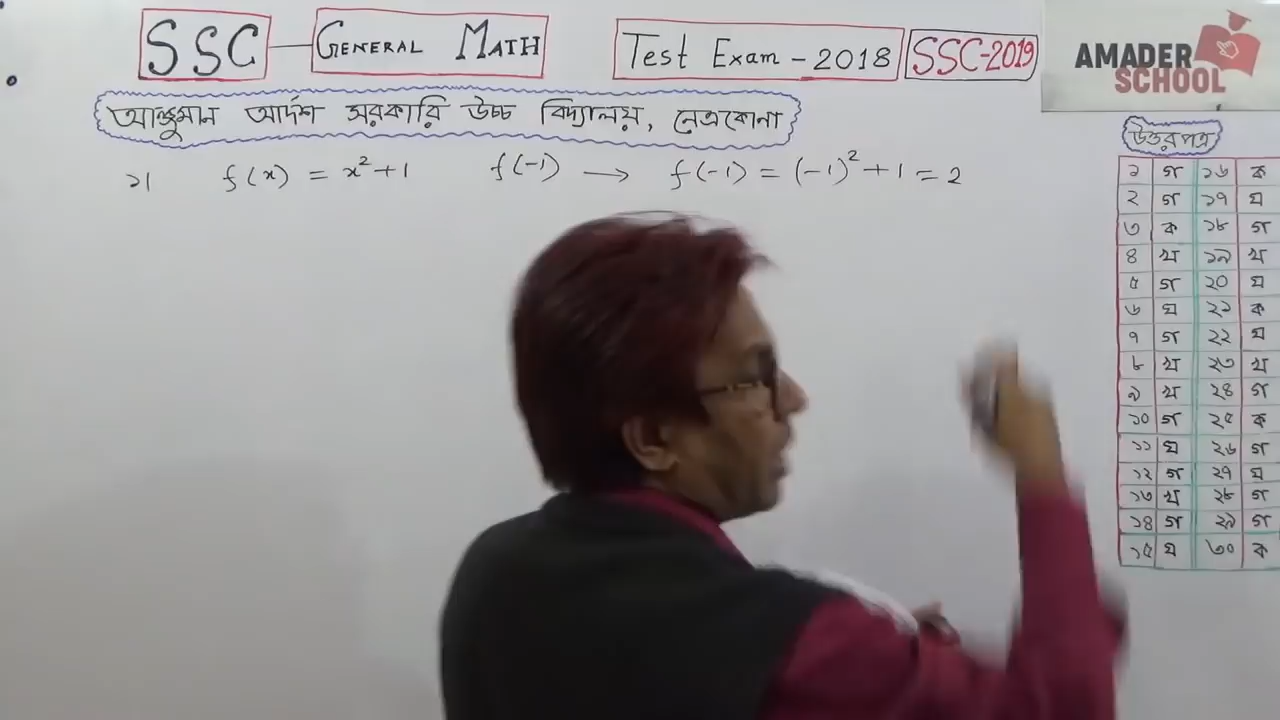 SSC — GENERAL MATH Test Exam - 2018 SSC-2019
AMADER
SCHOOL
আঞ্জুমান আদর্শ সরকারি উচ্চ বিদ্যালয়, নেত্রকোনা
উত্তরপত্র
১। f(x) = x² + 1 f(-1) → f(-1) = (-1)² + 1 = 2
১ গ ১৬ ক
২ গ ১৭ ঘ
৩ ক ১৮ গ
৪ খ ১৯ খ
৫ গ ২০ ঘ
৬ ঘ ২১ ক
৭ গ ২২ ঘ
৮ খ ২৩ খ
৯ খ ২৪ গ
১০ গ ২৫ ক
১১ ঘ ২৬ গ
১২ গ ২৭ ঘ
১৩ খ ২৮ গ
১৪ গ ২৯ গ
১৫ ঘ ৩০ ক